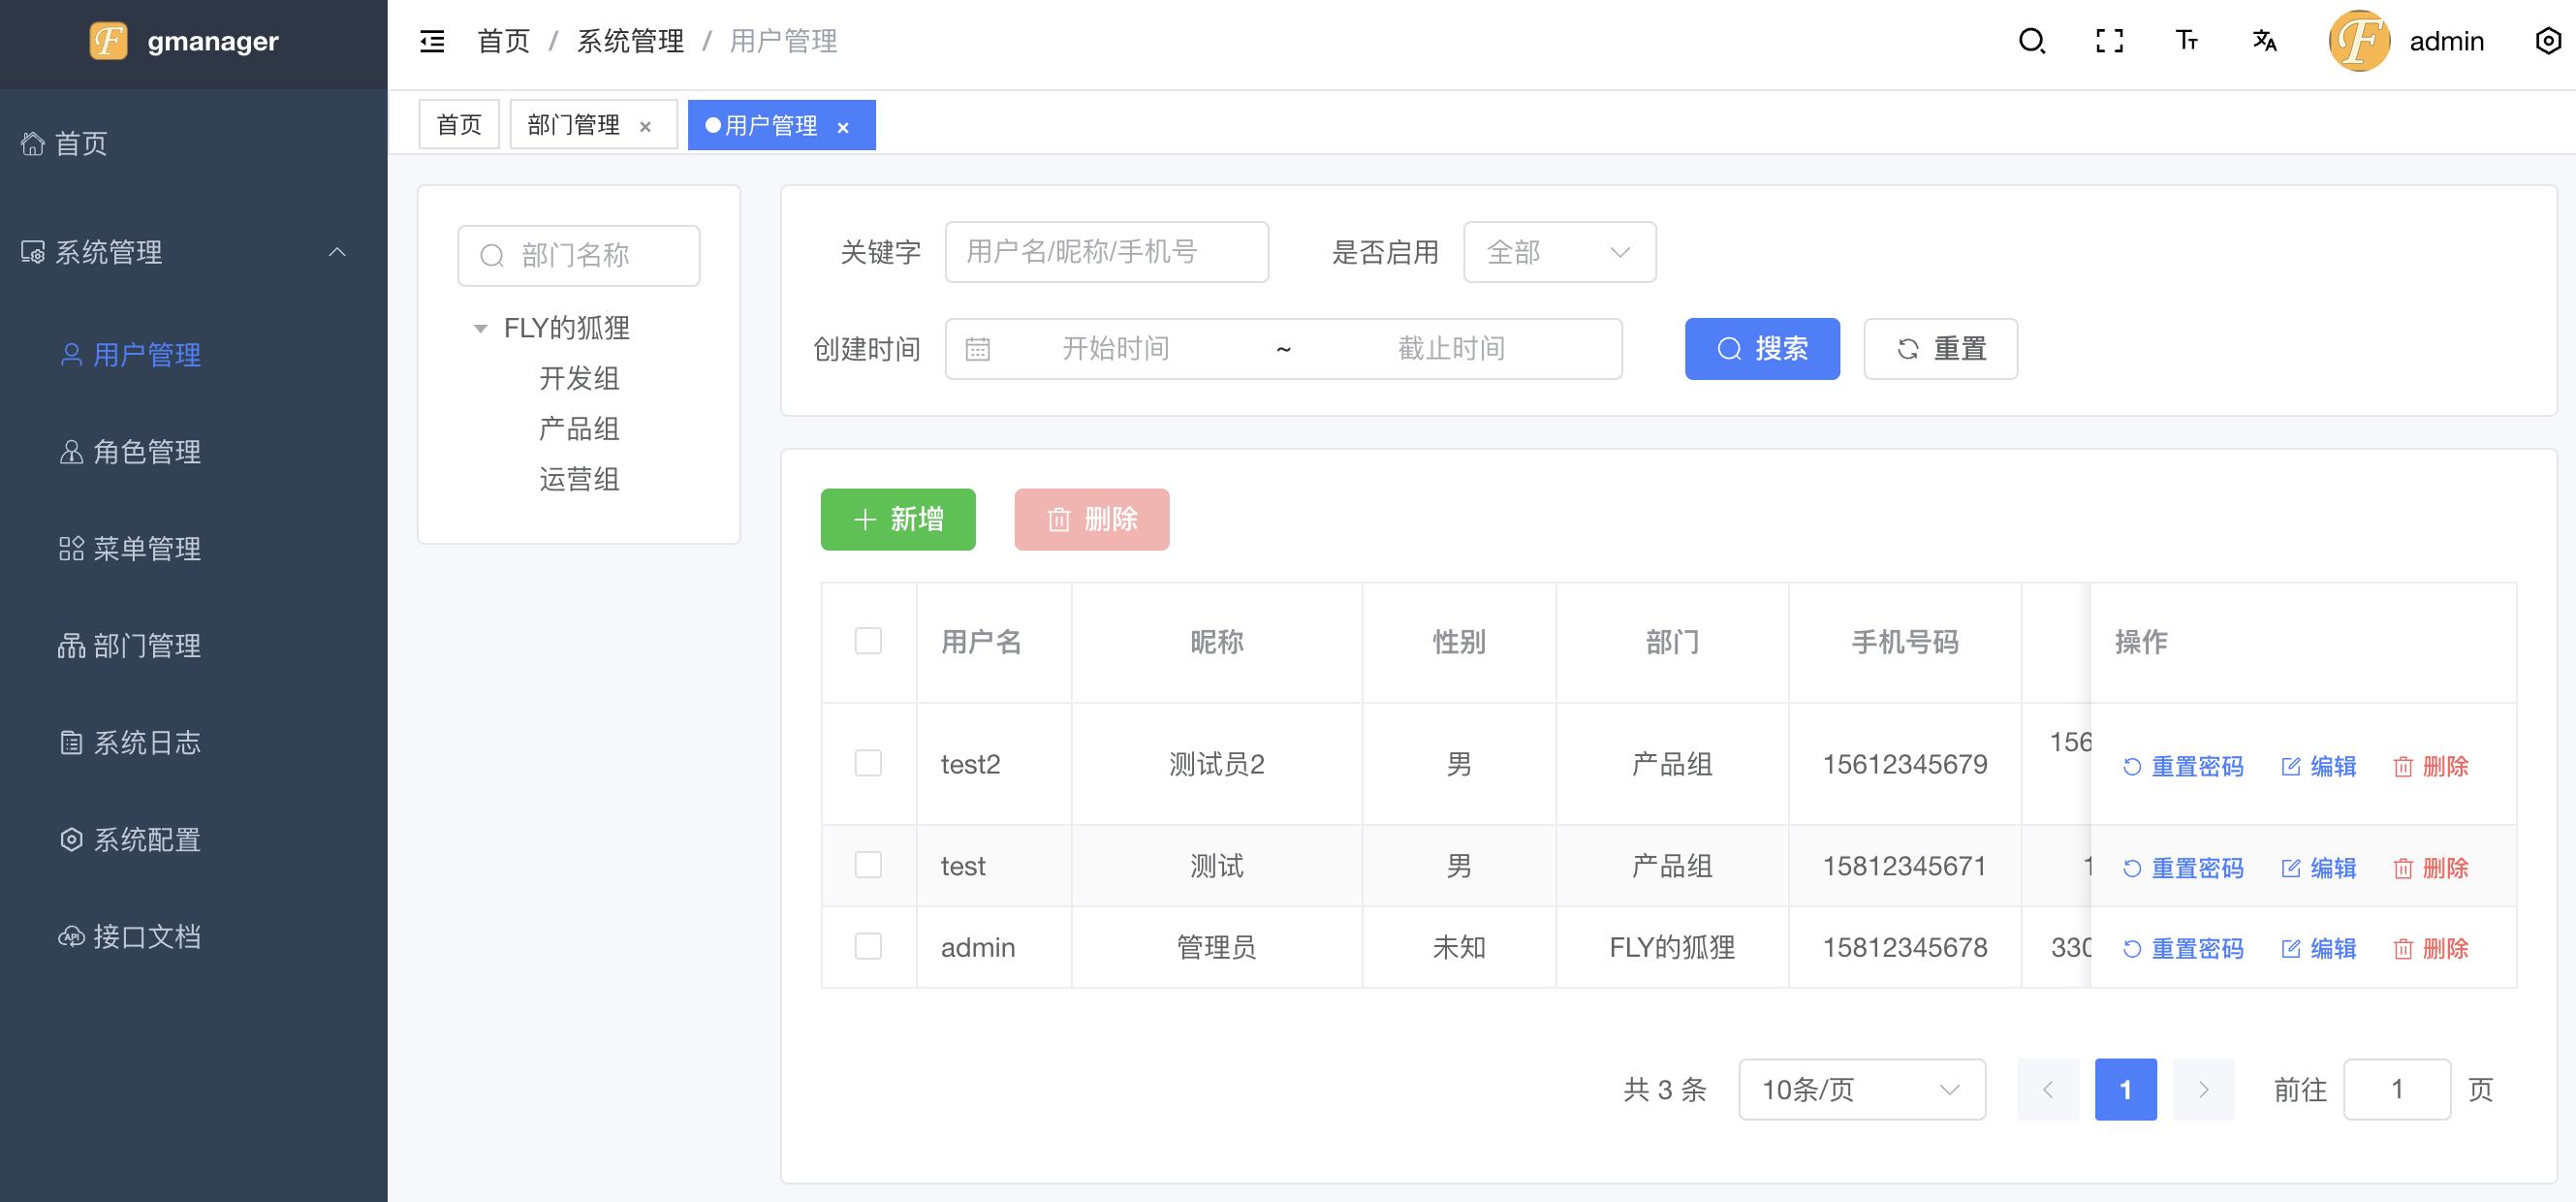 gmanager
首页 / 系统管理 / 用户管理
admin
首页
部门管理 ×
用户管理 ×
首页
系统管理
用户管理
角色管理
菜单管理
部门管理
系统日志
系统配置
接口文档
部门名称
FLY的狐狸
开发组
产品组
运营组
关键字 用户名/昵称/手机号 是否启用 全部
创建时间 开始时间 ~ 截止时间 搜索 重置
新增 删除
用户名 昵称 性别 部门 手机号码 操作
test2 测试员2 男 产品组 15612345679 156 重置密码 编辑 删除
test 测试 男 产品组 15812345671 1 重置密码 编辑 删除
admin 管理员 未知 FLY的狐狸 15812345678 330 重置密码 编辑 删除
共 3 条 10条/页 1 前往 1 页